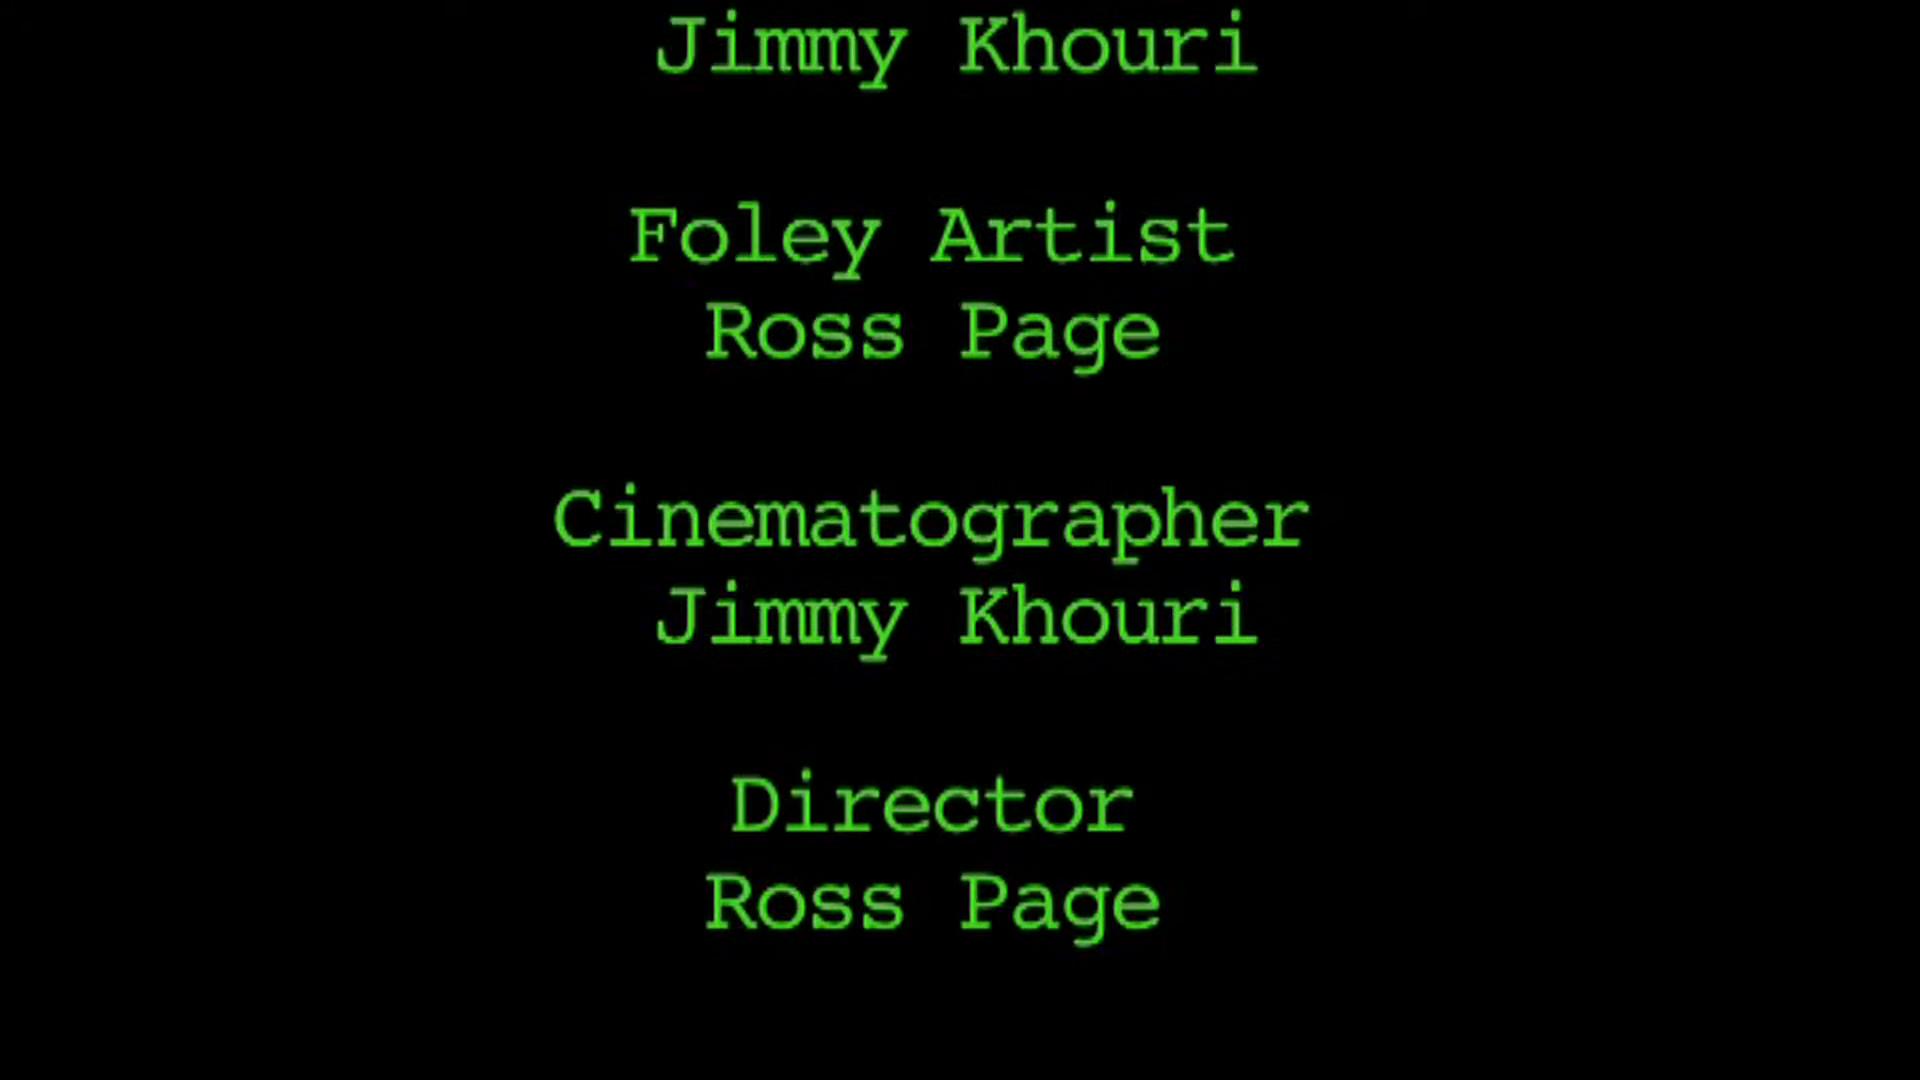 Jimmy Khouri
Foley Artist
Ross Page
Cinematographer
Jimmy Khouri
Director
Ross Page